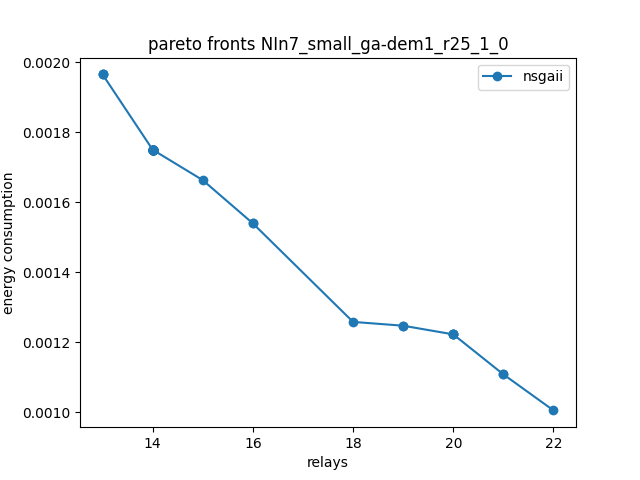 pareto fronts NIn7_small_ga-dem1_r25_1_0
nsgaii
0.0020
0.0018
0.0016
0.0014
0.0012
0.0010
energy consumption
14 16 18 20 22
relays